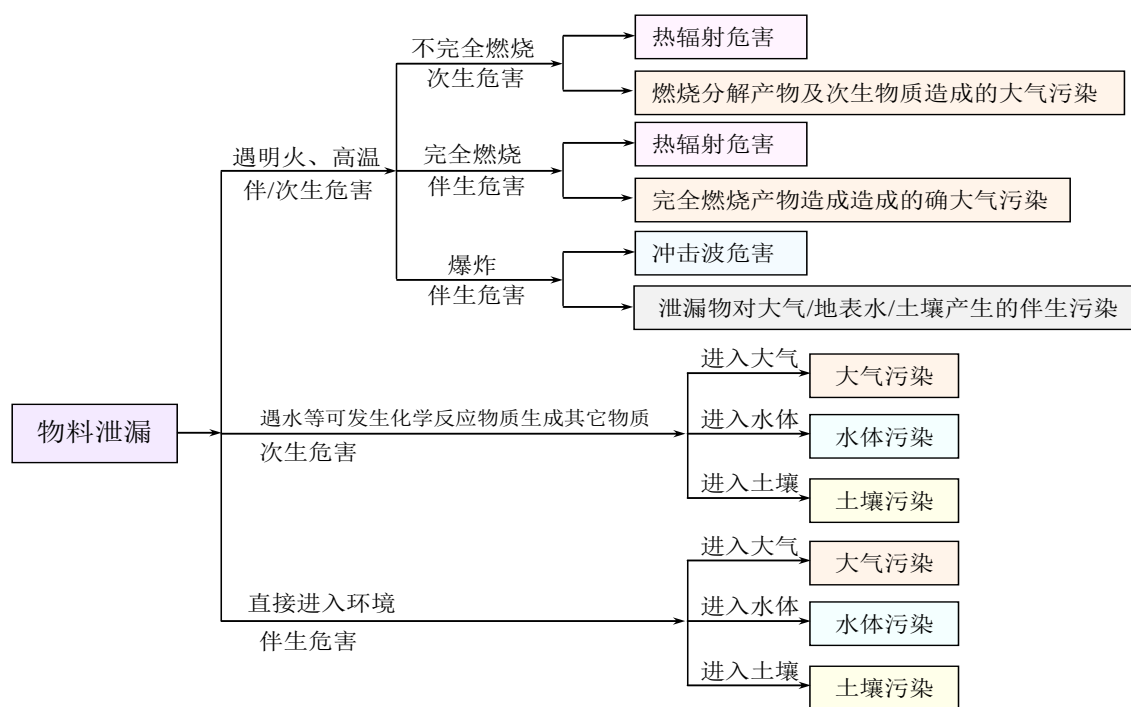 不完全燃烧
次生危害
热辐射危害
燃烧分解产物及次生物质造成的大气污染
遇明火、高温
伴/次生危害
完全燃烧
伴生危害
热辐射危害
完全燃烧产物造成造成的确大气污染
爆炸
伴生危害
冲击波危害
泄漏物对大气/地表水/土壤产生的伴生污染
物料泄漏
遇水等可发生化学反应物质生成其它物质
次生危害
进入大气
大气污染
进入水体
水体污染
进入土壤
土壤污染
直接进入环境
伴生危害
进入大气
大气污染
进入水体
水体污染
进入土壤
土壤污染